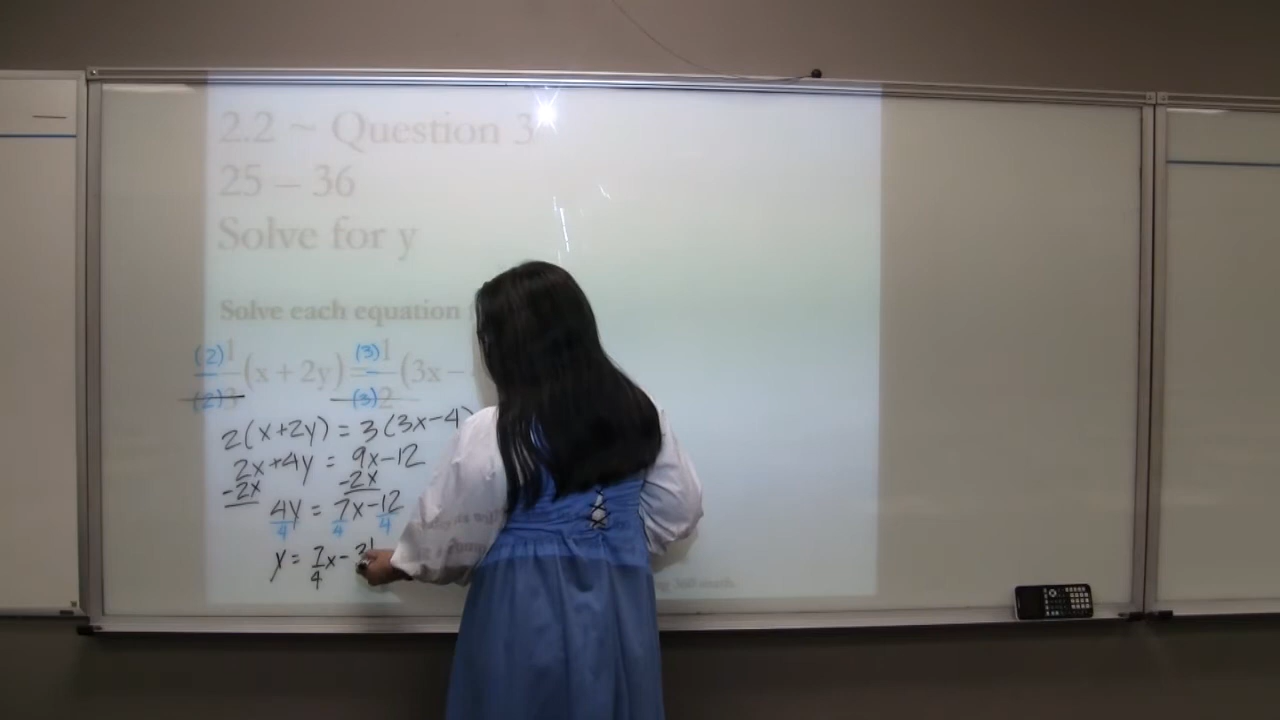 2.2 ~ Question 3
25 – 36
Solve for y
Solve each equation
(2)1/(2)3 (x + 2y) = (3)1/(3)2 (3x –
2(x+2y) = 3(3x-4)
2x+4y = 9x-12
-2x -2x
4y = 7x-12
4 4 4
y = 7/4 x -